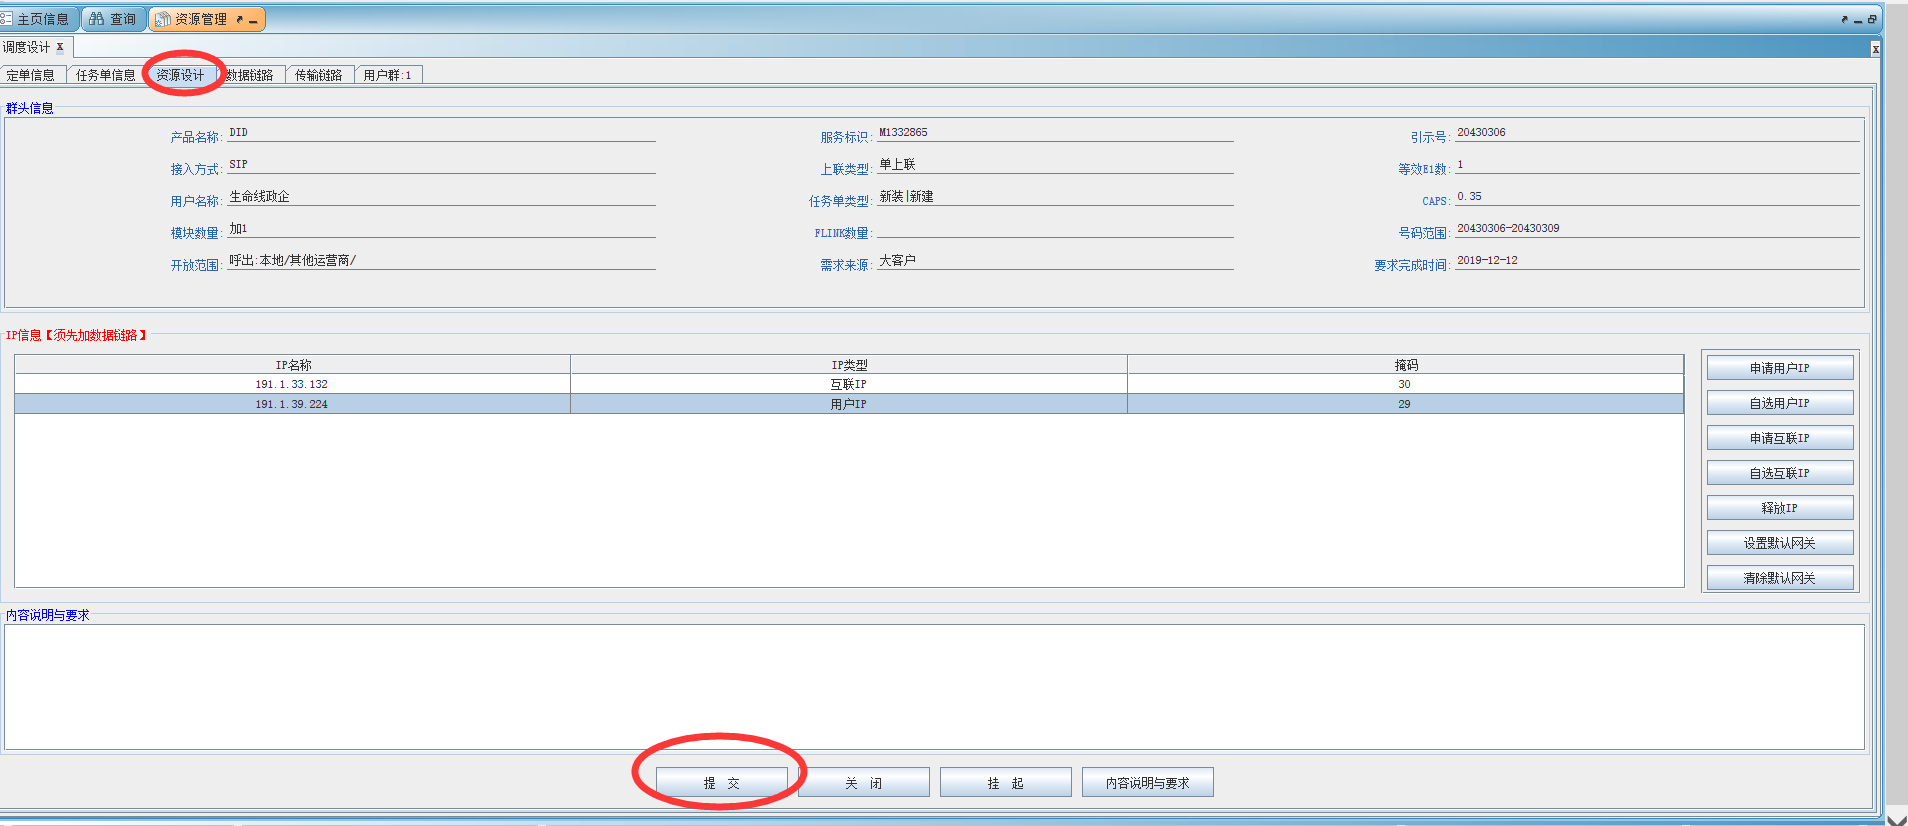 主页信息 查询 资源管理
调度设计 X
定单信息 任务单信息 资源设计 数据链路 传输链路 用户群:1
群头信息
产品名称: DID 服务标识: M1332865 引示号: 20430306
接入方式: SIP 上联类型: 单上联 等效E1数: 1
用户名称: 生命线政企 任务单类型: 新装|新建 CAPS: 0.35
模块数量: 加1 FLINK数量: 号码范围: 20430306-20430309
开放范围: 呼出:本地/其他运营商/ 需求来源: 大客户 要求完成时间: 2019-12-12
IP信息【须先加数据链路】
IP名称 IP类型 掩码
191.1.33.132 互联IP 30
191.1.39.224 用户IP 29
申请用户IP
自选用户IP
申请互联IP
自选互联IP
释放IP
设置默认网关
清除默认网关
内容说明与要求
提 交 关 闭 挂 起 内容说明与要求